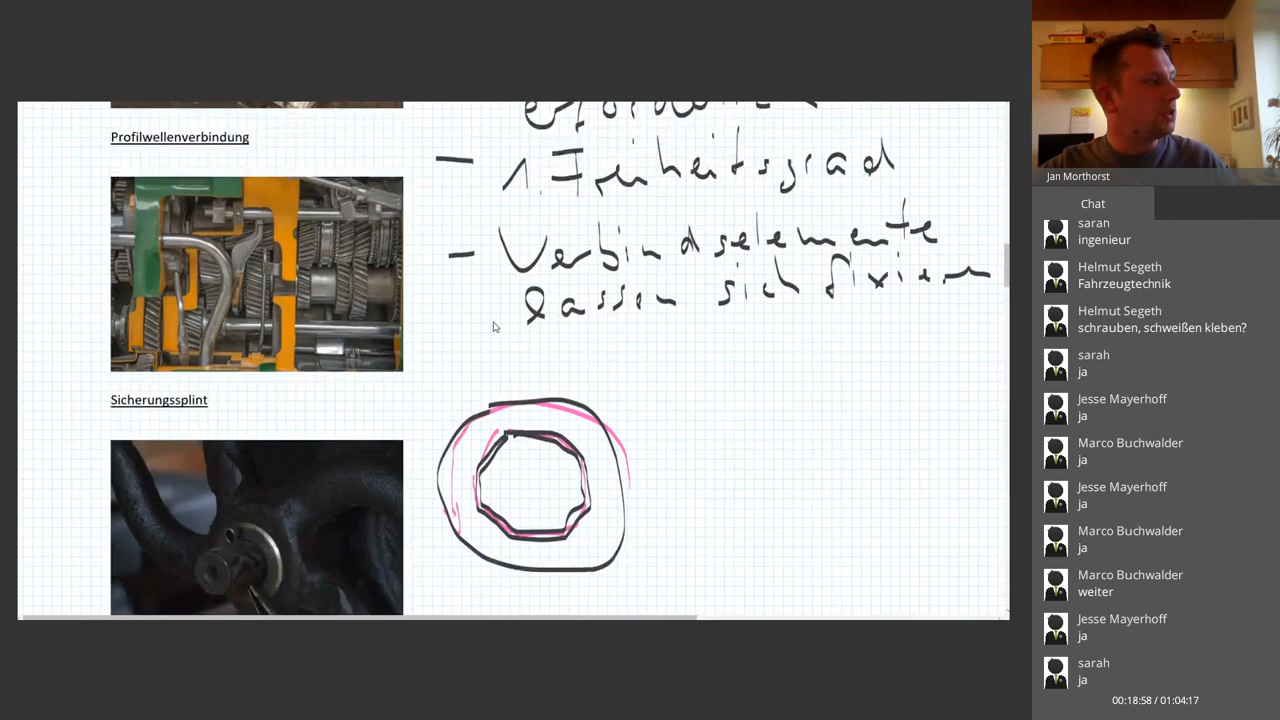 Profilwellenverbindung
- 1. Freiheitsgrad
- Verbindselemente
lassen sich fixieren
Sicherungssplint
Jan Morthorst
Chat
sarah
ingenieur
Helmut Segeth
Fahrzeugtechnik
Helmut Segeth
schrauben, schweißen kleben?
sarah
ja
Jesse Mayerhoff
ja
Marco Buchwalder
ja
Jesse Mayerhoff
ja
Marco Buchwalder
ja
Marco Buchwalder
weiter
Jesse Mayerhoff
ja
sarah
ja
00:18:58 / 01:04:17